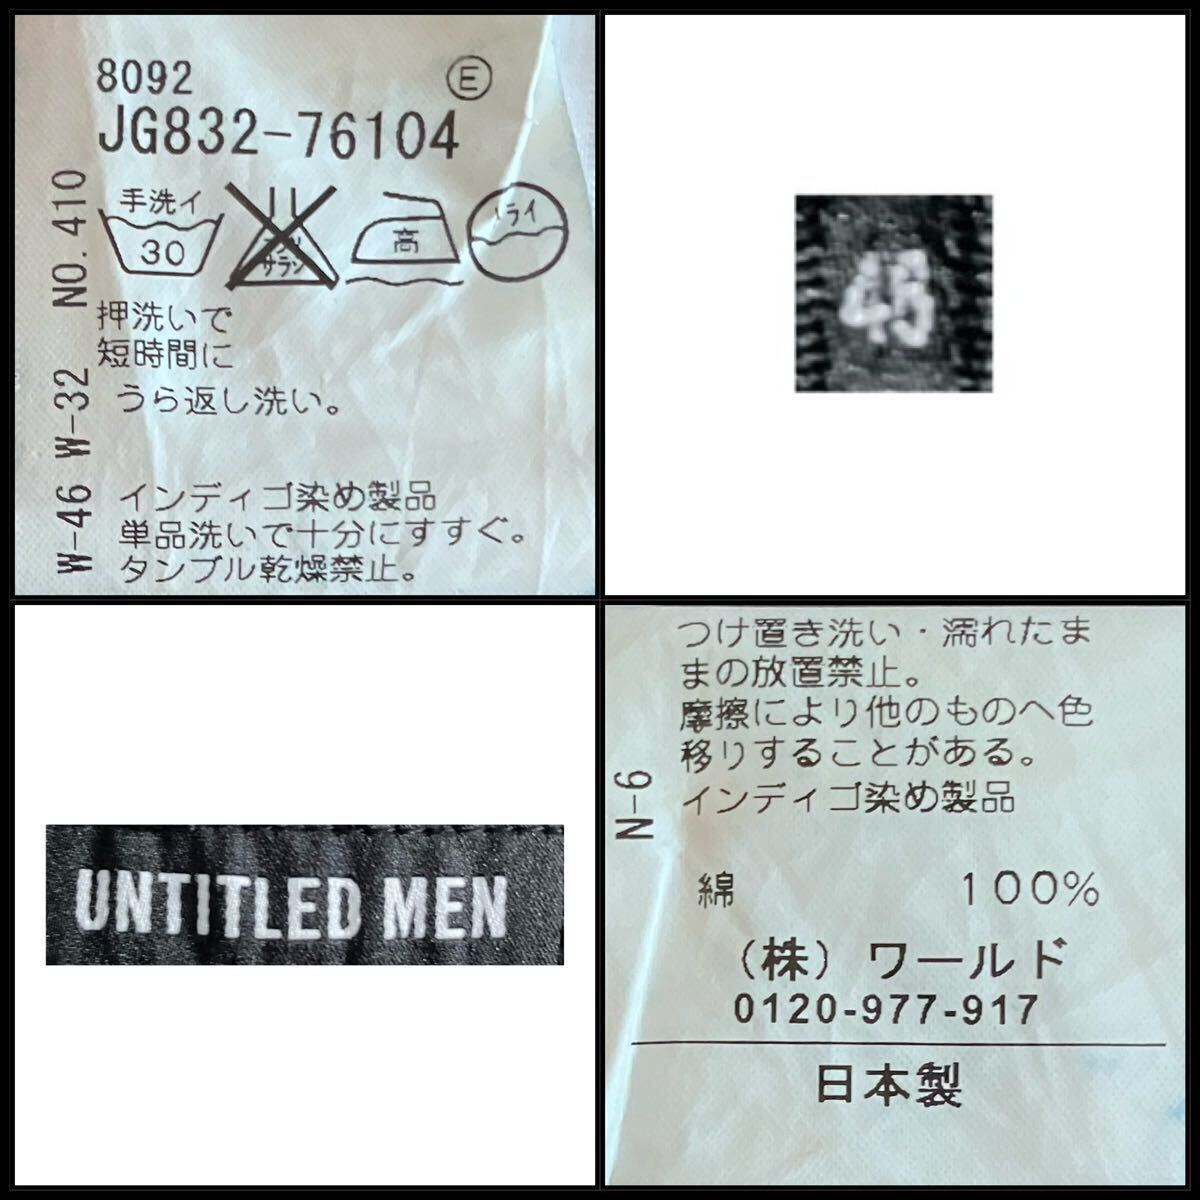 8092 Ⓔ
JG832-76104
NO.410
W-32
W-46
手洗イ
30
サラシ
高
ドライ
押洗いで
短時間に
うら返し洗い。
インディゴ染め製品
単品洗いで十分にすすぐ。
タンブル乾燥禁止。
46
UNTITLED MEN
つけ置き洗い・濡れたま
まの放置禁止。
摩擦により他のものへ色
移りすることがある。
インディゴ染め製品
N-6
綿 100%
(株)ワールド
0120-977-917
日本製